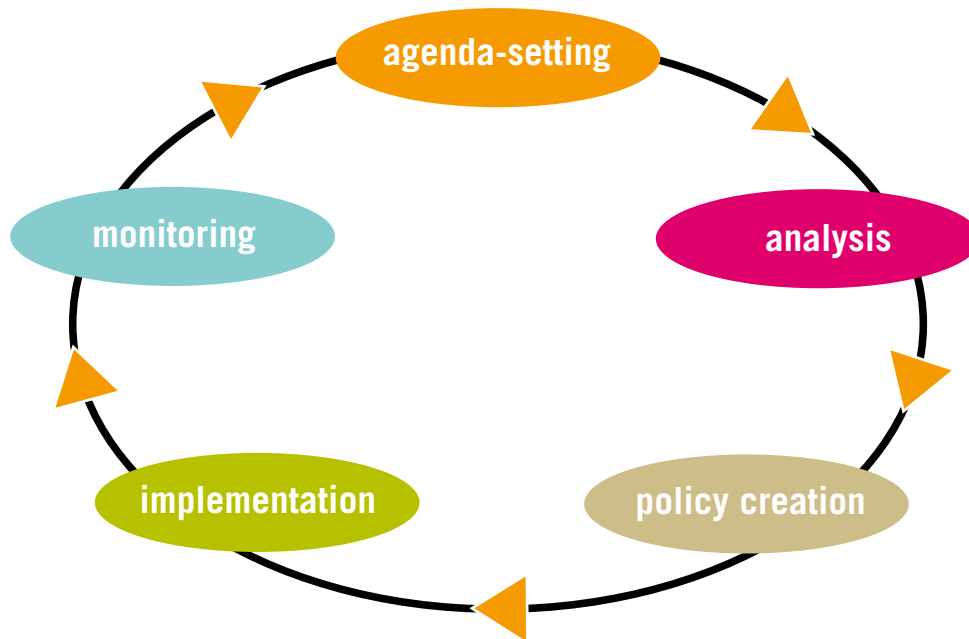 agenda-setting
monitoring
analysis
implementation
policy creation